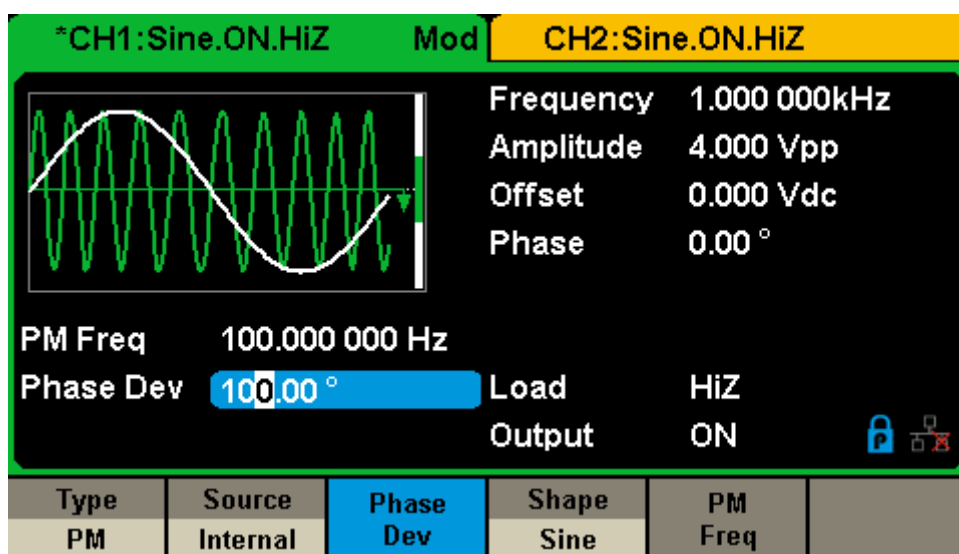 *CH1:Sine.ON.HiZ Mod CH2:Sine.ON.HiZ
Frequency 1.000 000kHz
Amplitude 4.000 Vpp
Offset 0.000 Vdc
Phase 0.00 °
PM Freq 100.000 000 Hz
Phase Dev 100.00 °
Load HiZ
Output ON
P
Type Source Phase Dev Shape PM Freq
PM Internal Sine